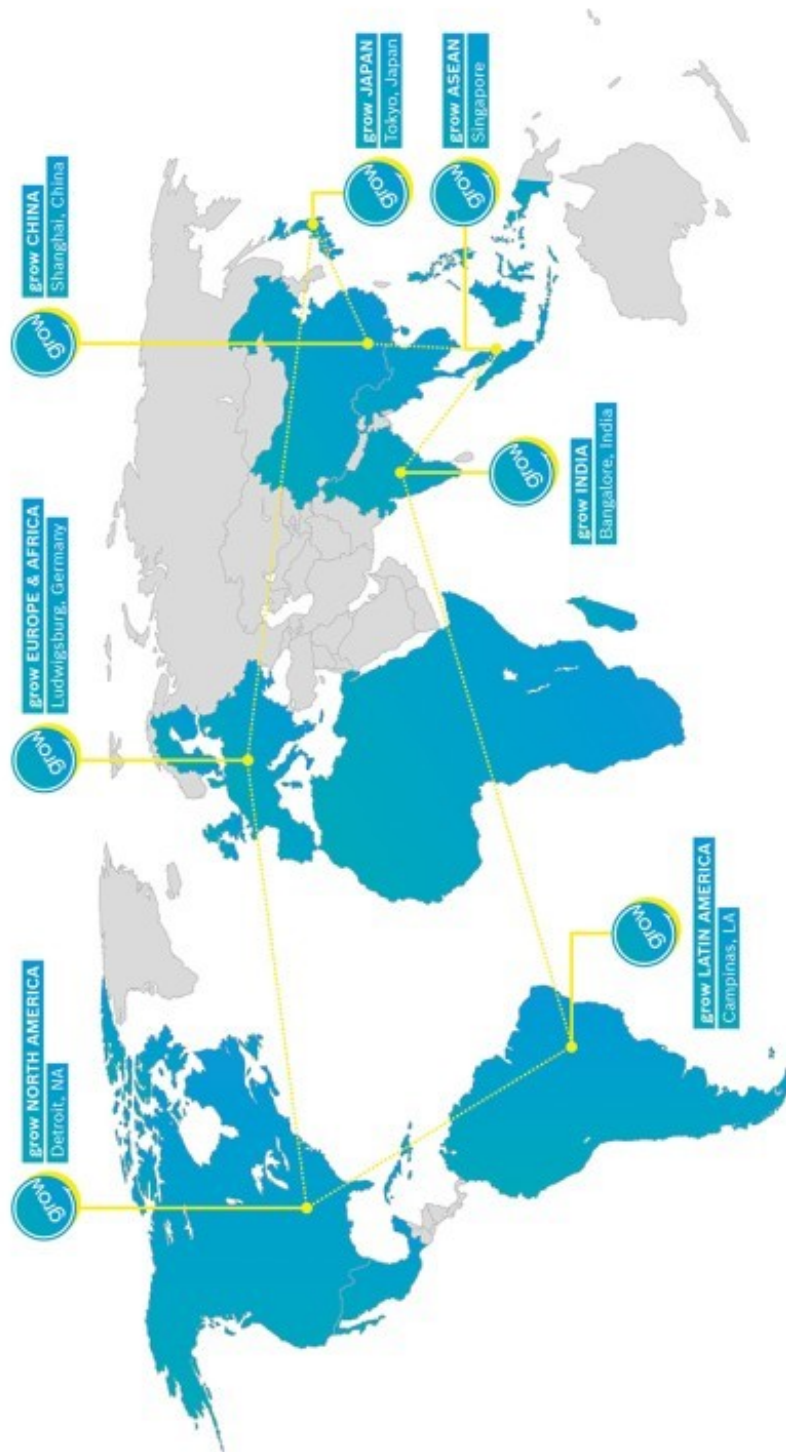 grow NORTH AMERICA
Detroit, NA
grow
grow EUROPE & AFRICA
Ludwigsburg, Germany
grow
grow CHINA
Shanghai, China
grow
grow JAPAN
Tokyo, Japan
grow
grow ASEAN
Singapore
grow
grow INDIA
Bangalore, India
grow
grow LATIN AMERICA
Campinas, LA
grow